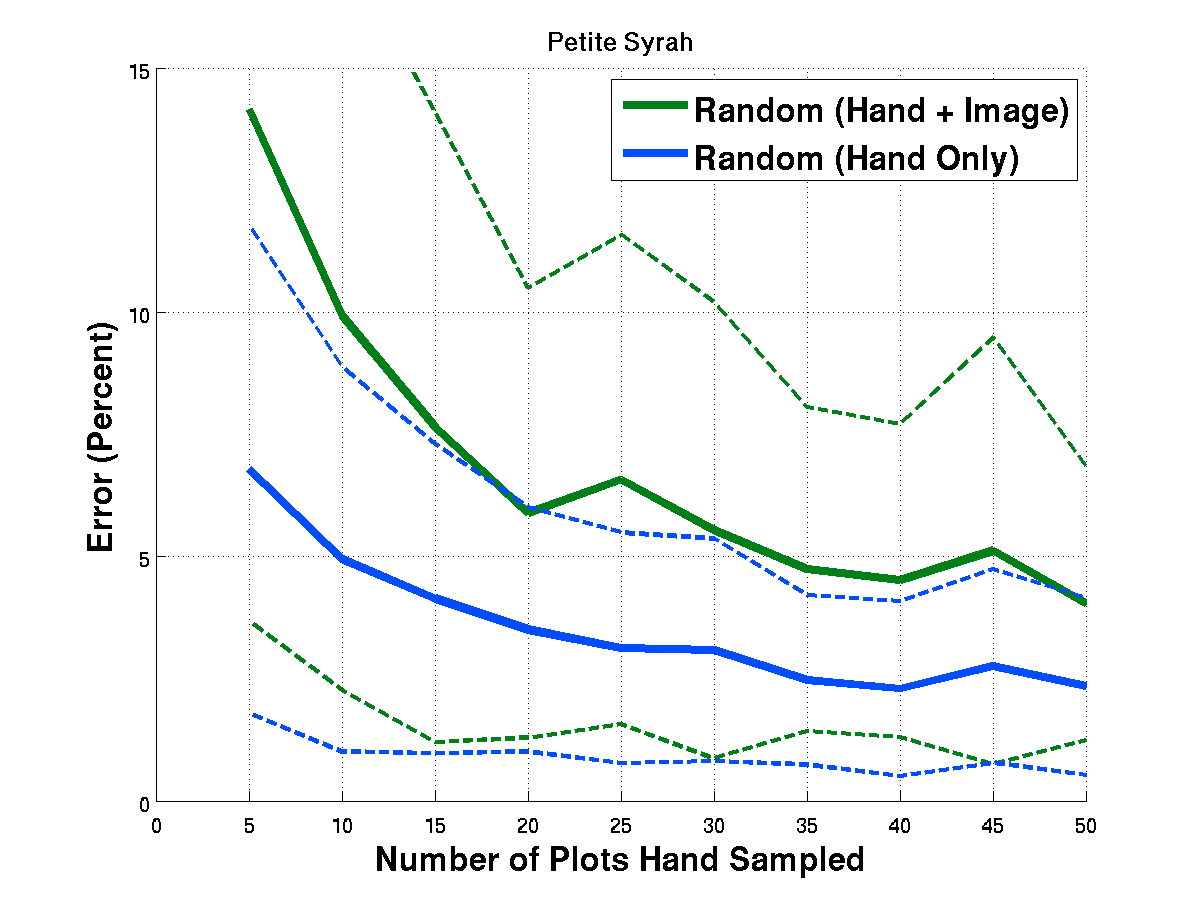 Petite Syrah
Random (Hand + Image)
Random (Hand Only)
15
10
5
0
Error (Percent)
0 5 10 15 20 25 30 35 40 45 50
Number of Plots Hand Sampled